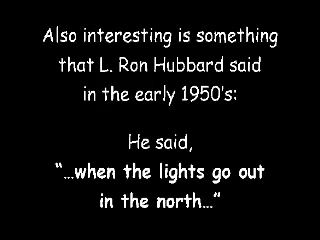 Also interesting is something
that L. Ron Hubbard said
in the early 1950's:
He said,
"...when the lights go out
in the north..."